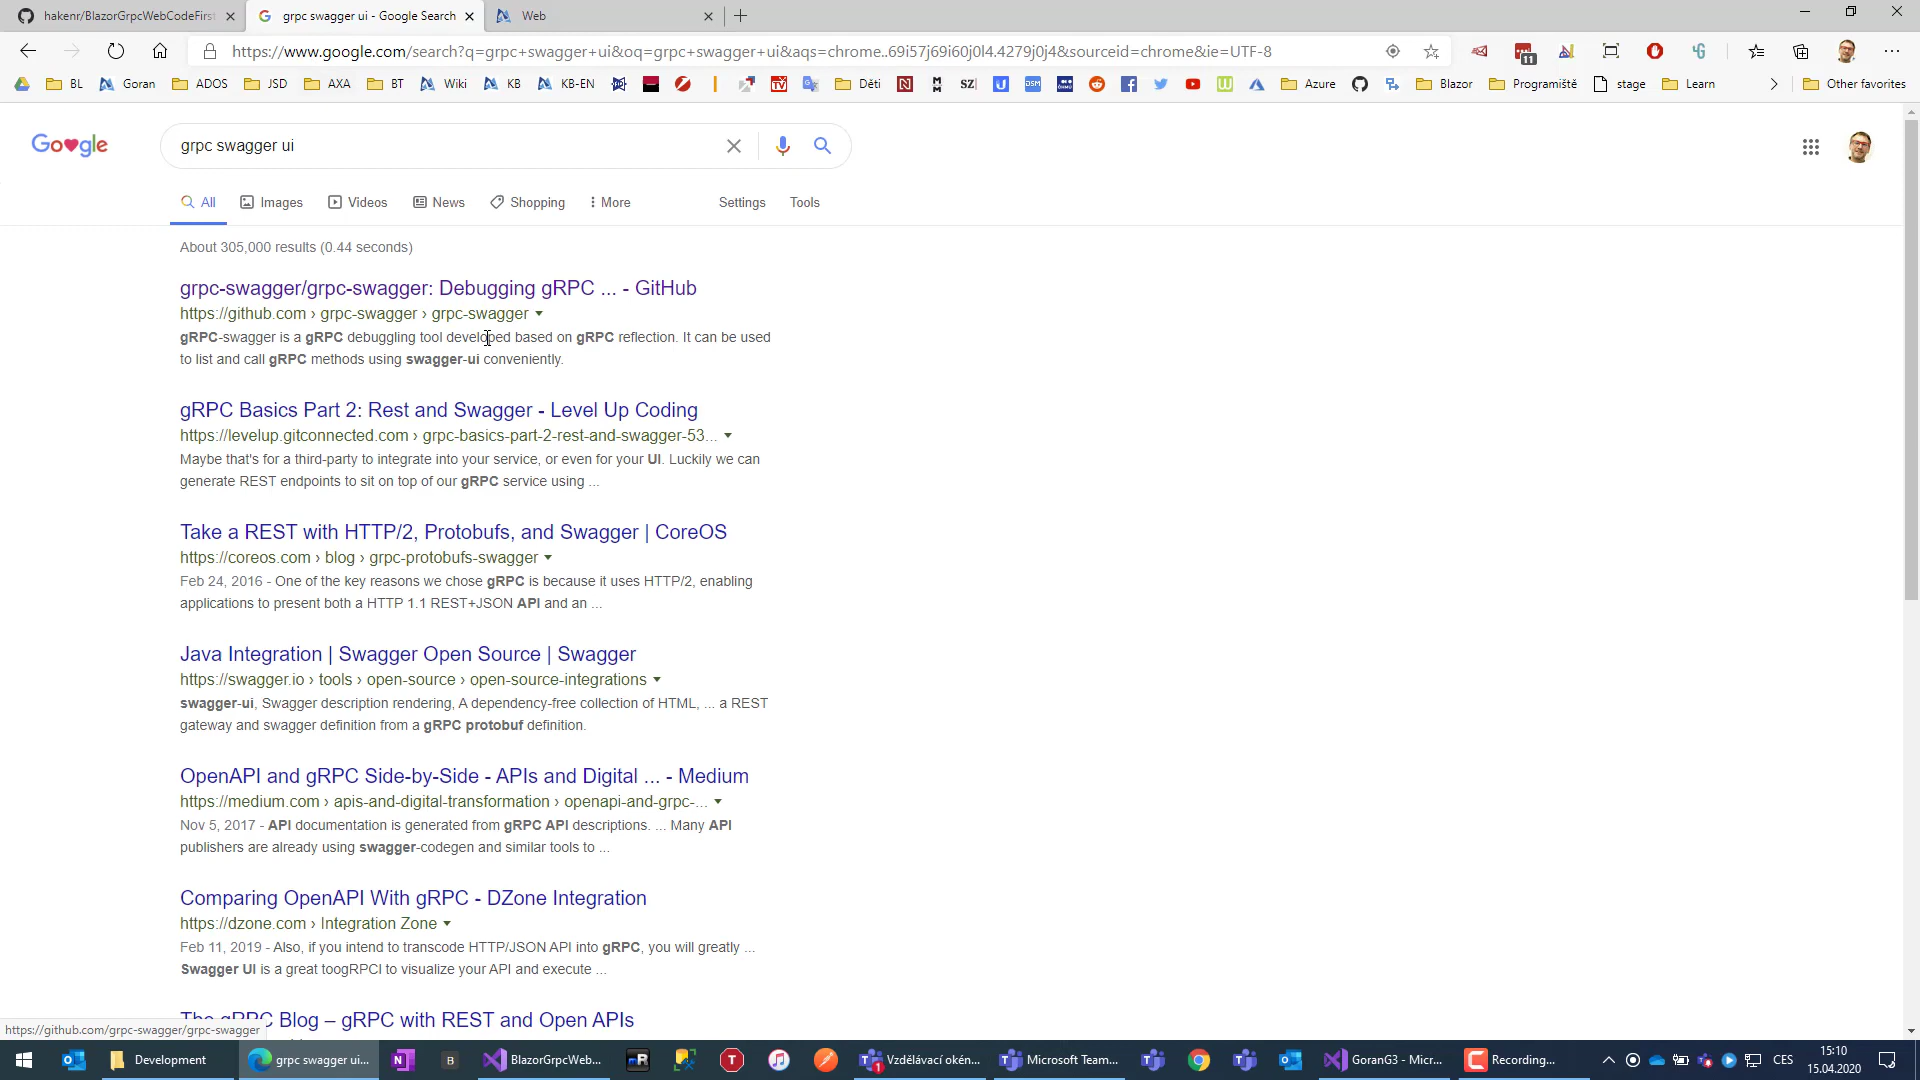 hakenr/BlazorGrpcWebCodeFirst
grpc swagger ui - Google Search
Web
https://www.google.com/search?q=grpc+swagger+ui&oq=grpc+swagger+ui&aqs=chrome..69i57j69i60j0l4.4279j0j4&sourceid=chrome&ie=UTF-8
11
BL Goran ADOS JSD AXA BT Wiki KB KB-EN Děti Azure Blazor Programiště stage Learn Other favorites
Google
grpc swagger ui
All Images Videos News Shopping More Settings Tools
About 305,000 results (0.44 seconds)
grpc-swagger/grpc-swagger: Debugging gRPC ... - GitHub
https://github.com › grpc-swagger › grpc-swagger
gRPC-swagger is a gRPC debuggling tool developed based on gRPC reflection. It can be used
to list and call gRPC methods using swagger-ui conveniently.
gRPC Basics Part 2: Rest and Swagger - Level Up Coding
https://levelup.gitconnected.com › grpc-basics-part-2-rest-and-swagger-53...
Maybe that's for a third-party to integrate into your service, or even for your UI. Luckily we can
generate REST endpoints to sit on top of our gRPC service using ...
Take a REST with HTTP/2, Protobufs, and Swagger | CoreOS
https://coreos.com › blog › grpc-protobufs-swagger
Feb 24, 2016 - One of the key reasons we chose gRPC is because it uses HTTP/2, enabling
applications to present both a HTTP 1.1 REST+JSON API and an ...
Java Integration | Swagger Open Source | Swagger
https://swagger.io › tools › open-source › open-source-integrations
swagger-ui, Swagger description rendering, A dependency-free collection of HTML, ... a REST
gateway and swagger definition from a gRPC protobuf definition.
OpenAPI and gRPC Side-by-Side - APIs and Digital ... - Medium
https://medium.com › apis-and-digital-transformation › openapi-and-grpc-...
Nov 5, 2017 - API documentation is generated from gRPC API descriptions. ... Many API
publishers are already using swagger-codegen and similar tools to ...
Comparing OpenAPI With gRPC - DZone Integration
https://dzone.com › Integration Zone
Feb 11, 2019 - Also, if you intend to transcode HTTP/JSON API into gRPC, you will greatly ...
Swagger UI is a great toogRPCl to visualize your API and execute ...
The gRPC Blog – gRPC with REST and Open APIs
https://github.com/grpc-swagger/grpc-swagger
Development
grpc swagger ui...
BlazorGrpcWeb...
Vzdělávací okén...
Microsoft Team...
GoranG3 - Micr...
Recording...
CES
15:10
15.04.2020